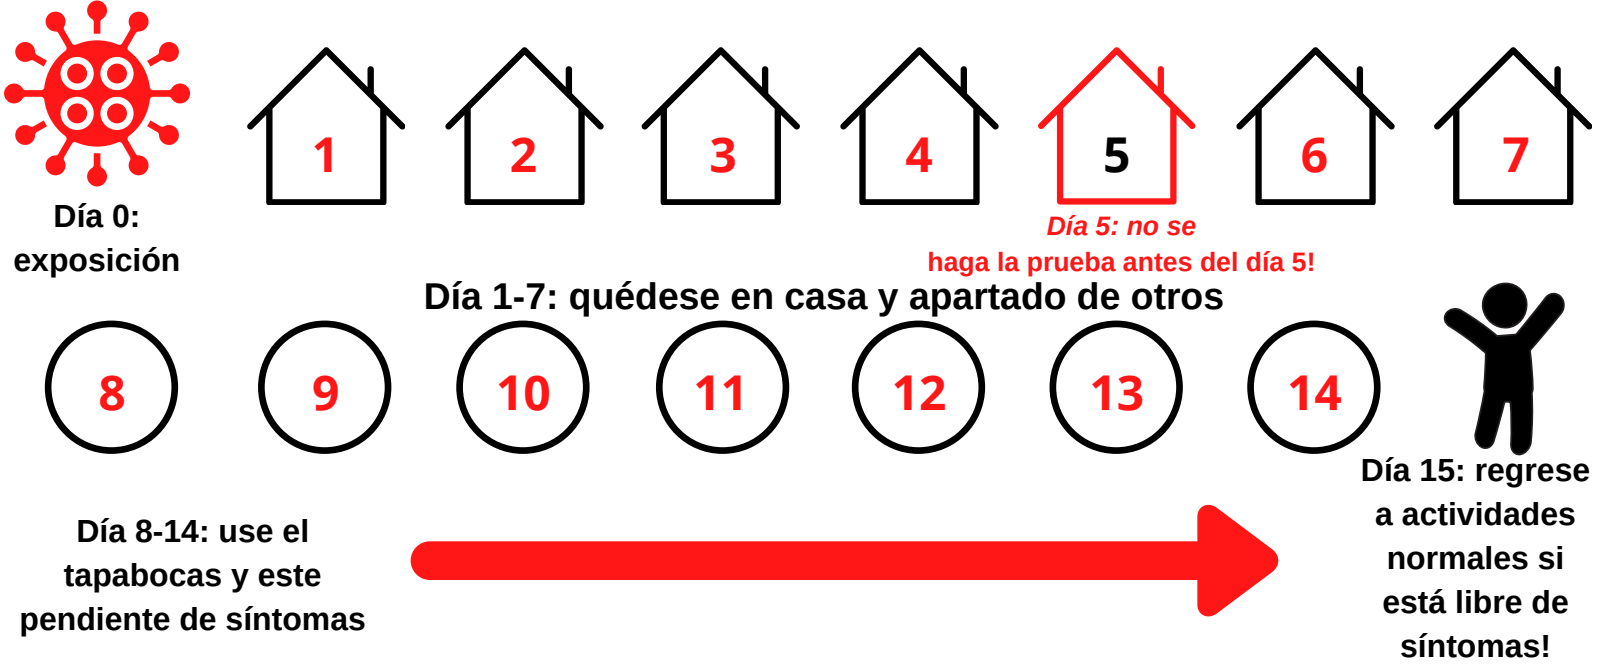 1 2 3 4 5 6 7
Día 0:
exposición
Día 5: no se
haga la prueba antes del día 5!
Día 1-7: quédese en casa y apartado de otros
8 9 10 11 12 13 14
Día 8-14: use el
tapabocas y este
pendiente de síntomas
Día 15: regrese
a actividades
normales si
está libre de
síntomas!